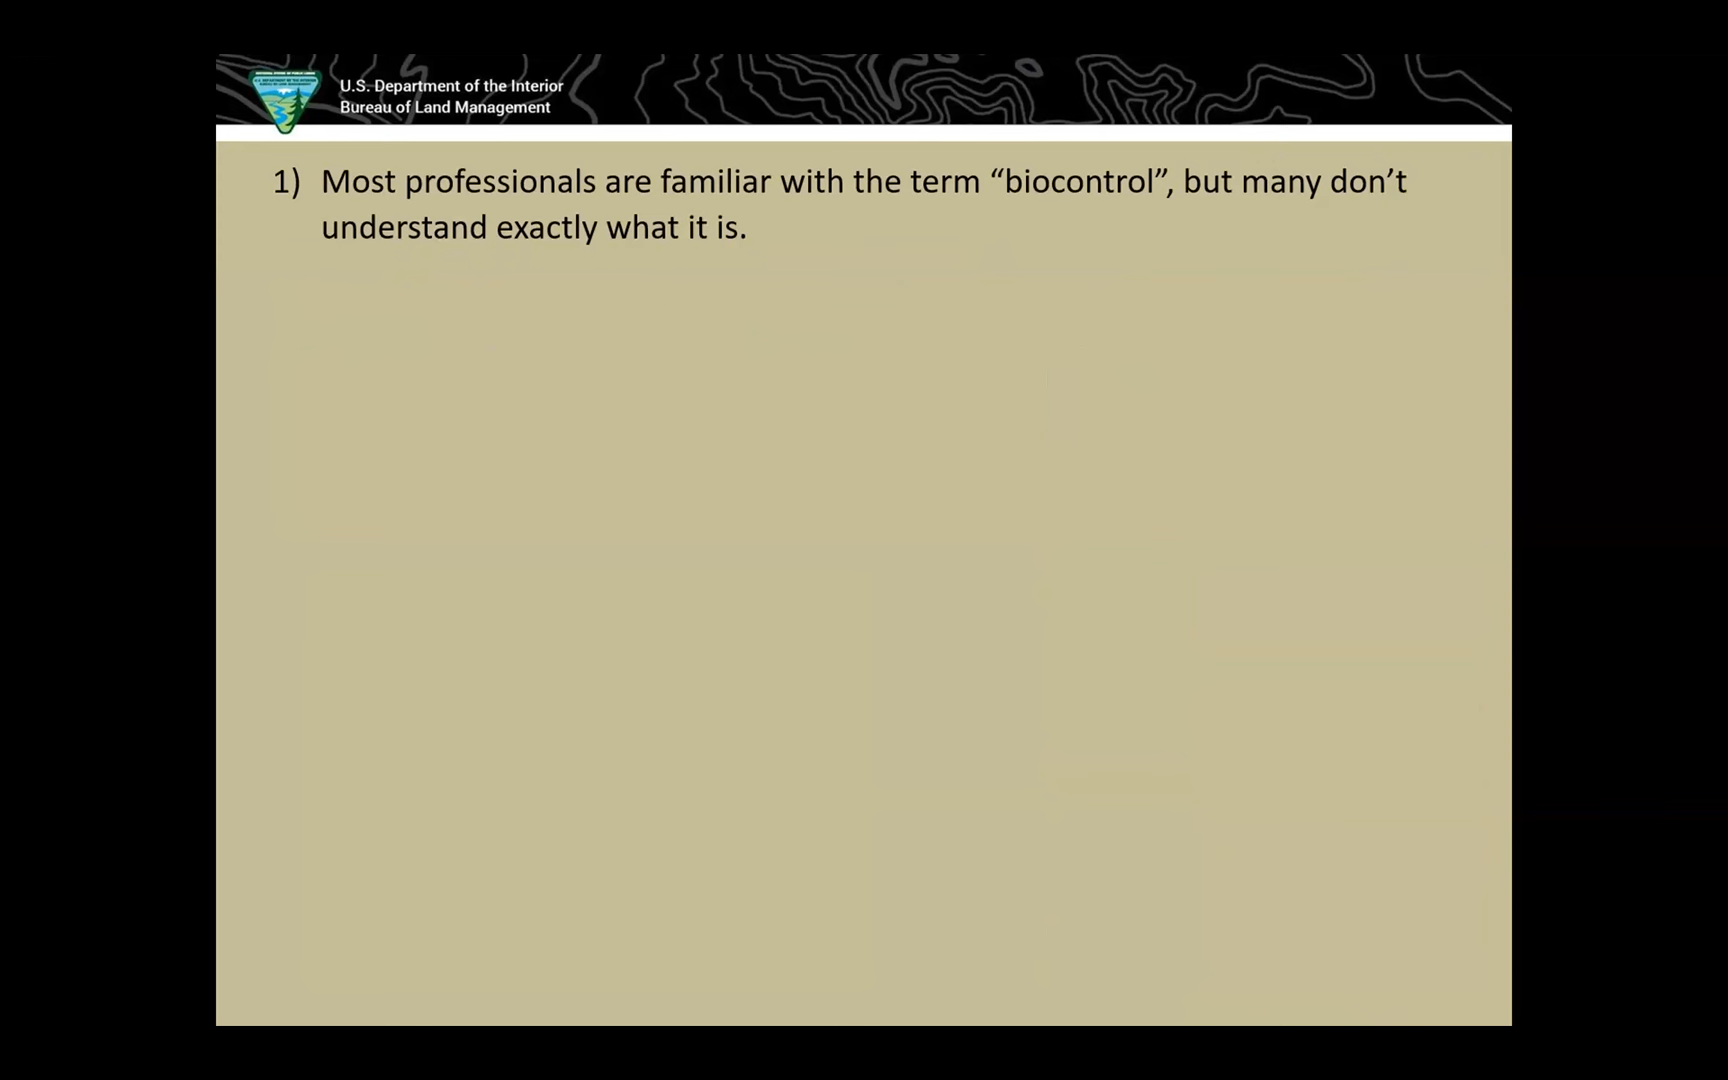 U.S. Department of the Interior
Bureau of Land Management
1) Most professionals are familiar with the term “biocontrol”, but many don’t
understand exactly what it is.